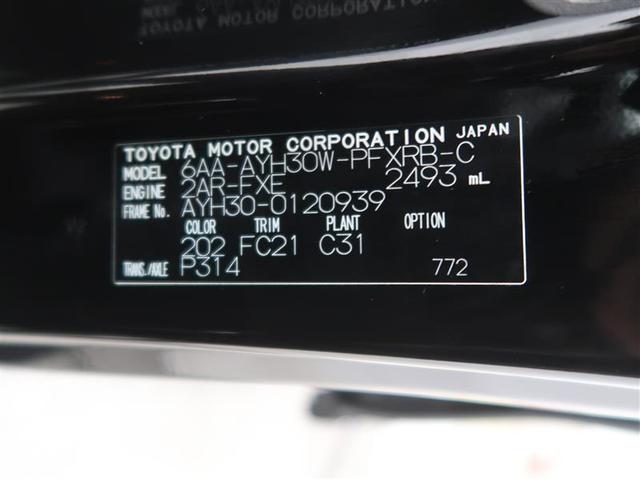 TOYOTA MOTOR CORPORATION JAPAN
MODEL 6AA-AYH30W-PFXRB-C
ENGINE 2AR-FXE 2493 mL
FRAME No. AYH30-0120939
COLOR TRIM PLANT OPTION
202 FC21 C31
TRANS./AXLE P314 772